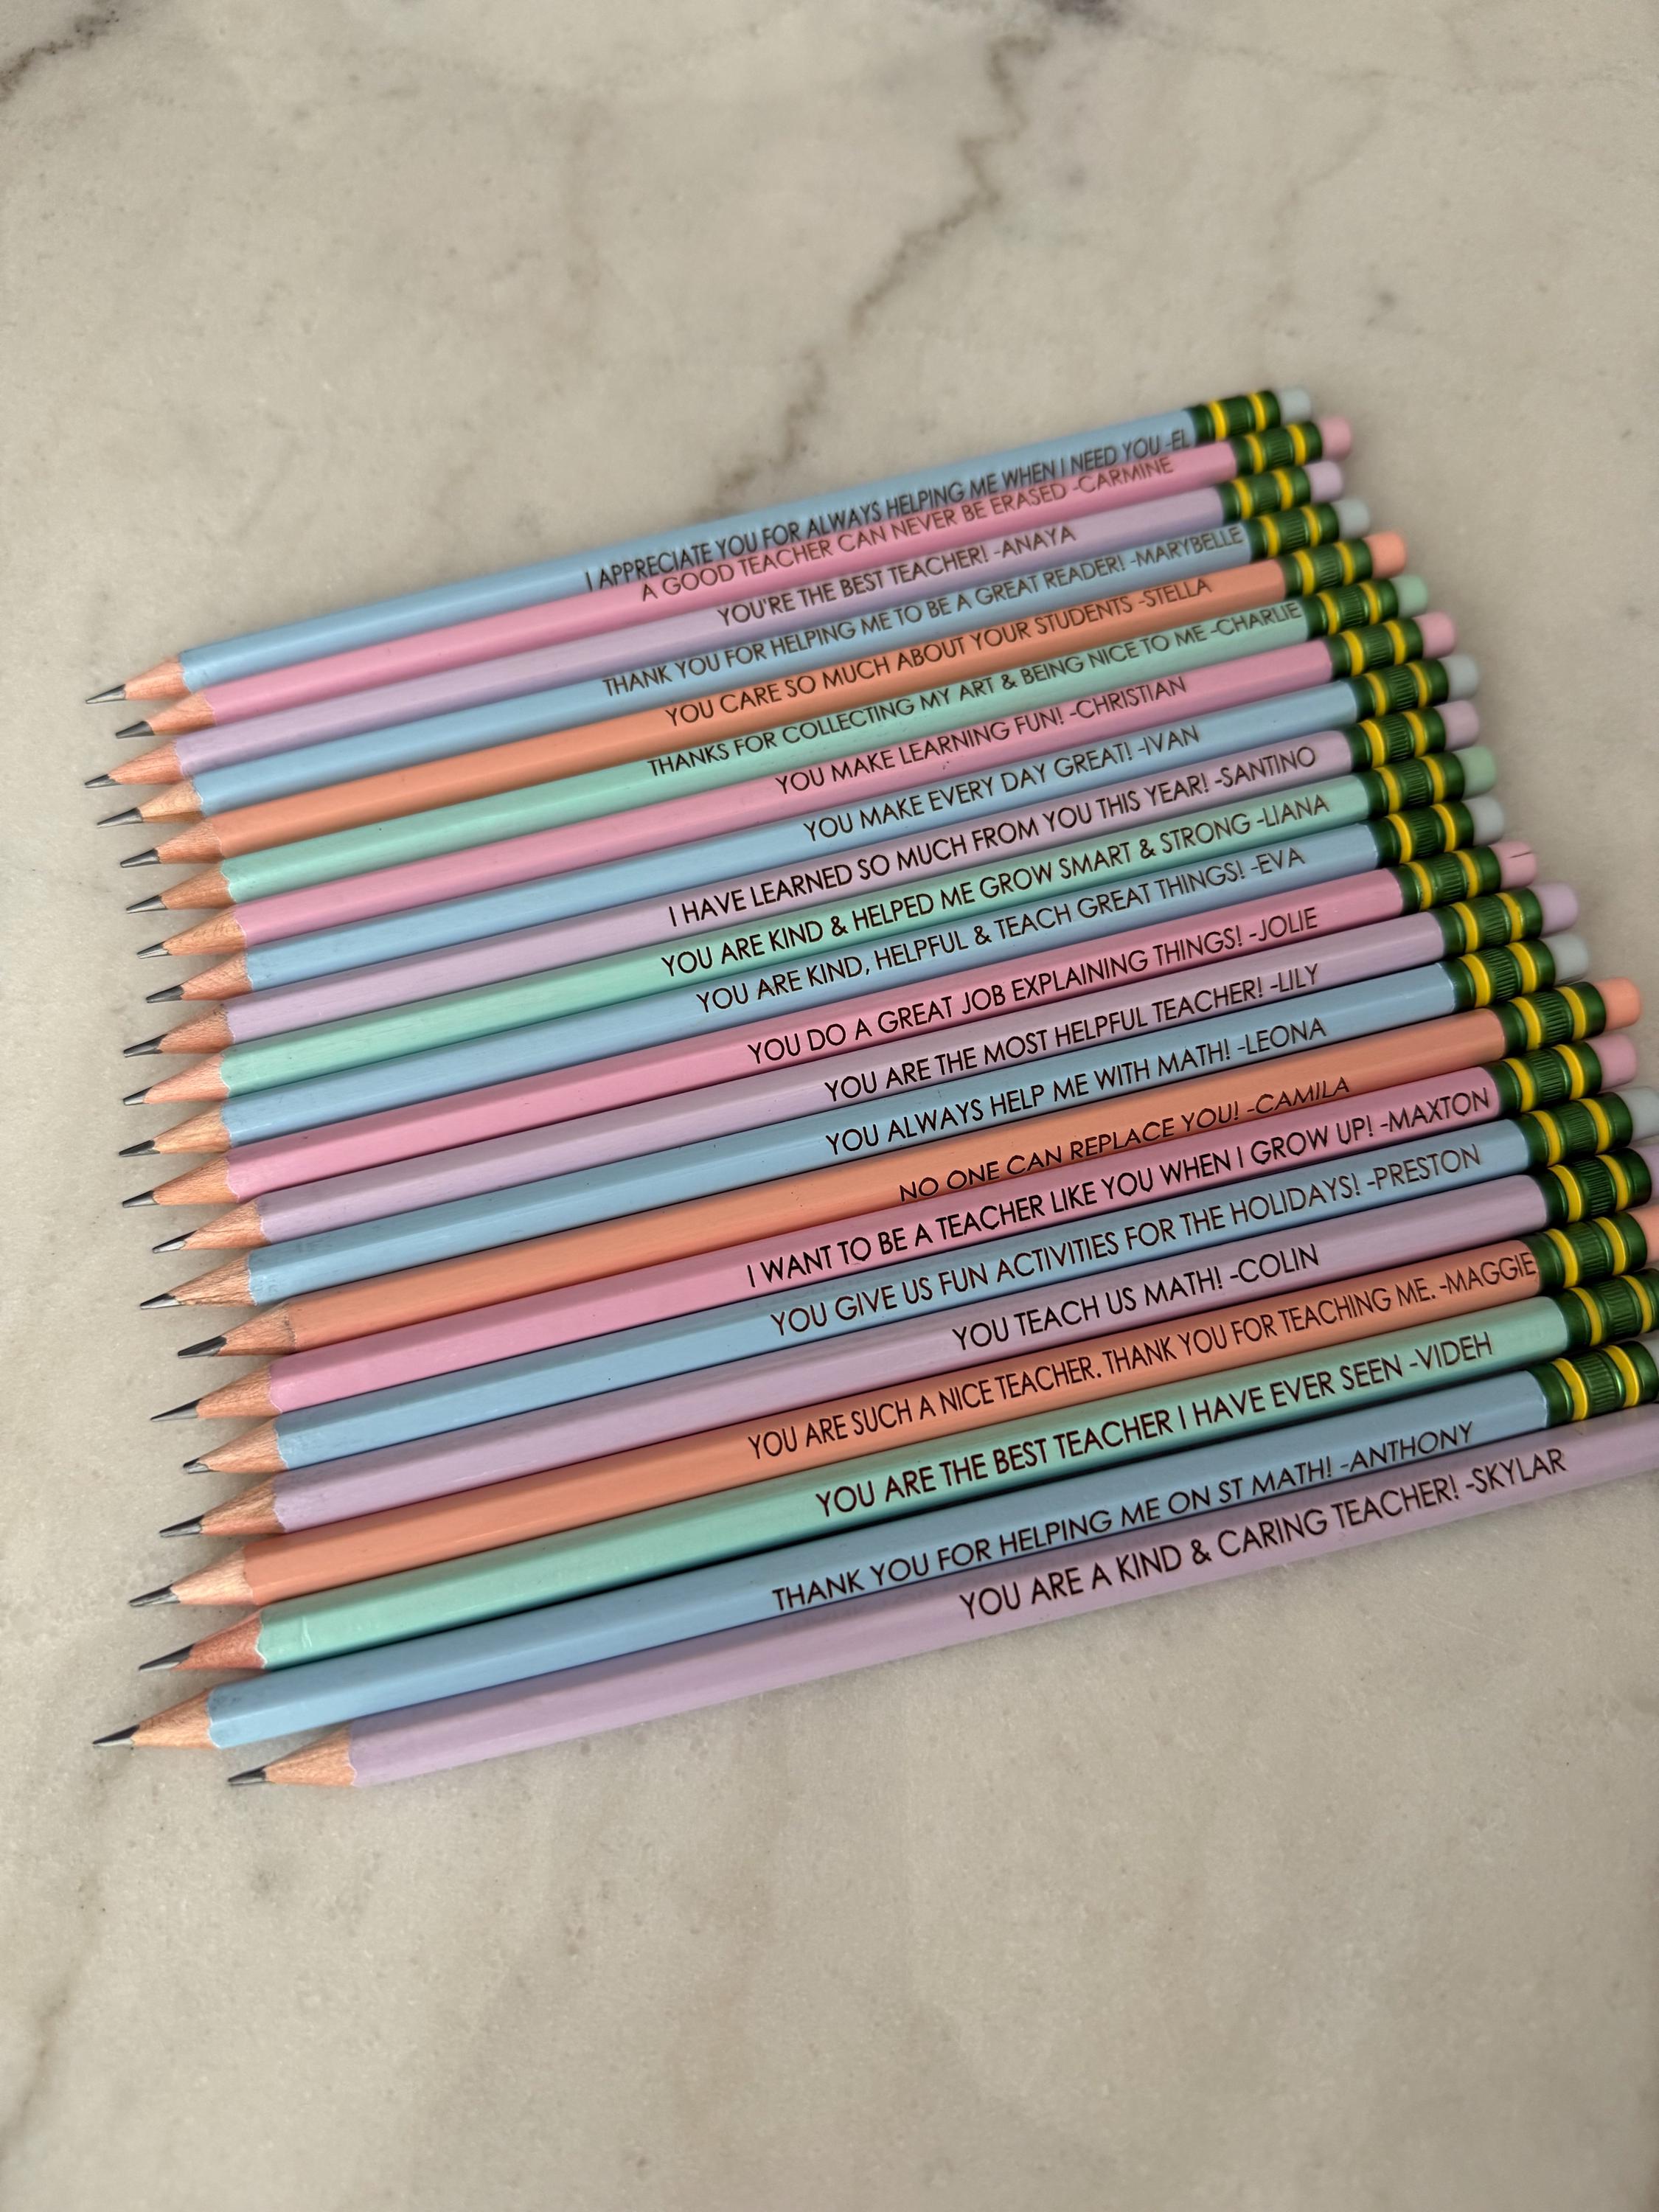 I APPRECIATE YOU FOR ALWAYS HELPING ME WHEN I NEED YOU -EL
A GOOD TEACHER CAN NEVER BE ERASED -CARMINE
YOU'RE THE BEST TEACHER! -ANAYA
THANK YOU FOR HELPING ME TO BE A GREAT READER! -MARYBELLE
YOU CARE SO MUCH ABOUT YOUR STUDENTS -STELLA
THANKS FOR COLLECTING MY ART & BEING NICE TO ME -CHARLIE
YOU MAKE LEARNING FUN! -CHRISTIAN
YOU MAKE EVERY DAY GREAT! -IVAN
I HAVE LEARNED SO MUCH FROM YOU THIS YEAR! -SANTINO
YOU ARE KIND & HELPED ME GROW SMART & STRONG -LIANA
YOU ARE KIND, HELPFUL & TEACH GREAT THINGS! -EVA
YOU DO A GREAT JOB EXPLAINING THINGS! -JOLIE
YOU ARE THE MOST HELPFUL TEACHER! -LILY
YOU ALWAYS HELP ME WITH MATH! -LEONA
NO ONE CAN REPLACE YOU! -CAMILA
I WANT TO BE A TEACHER LIKE YOU WHEN I GROW UP! -MAXTON
YOU GIVE US FUN ACTIVITIES FOR THE HOLIDAYS! -PRESTON
YOU TEACH US MATH! -COLIN
YOU ARE SUCH A NICE TEACHER. THANK YOU FOR TEACHING ME. -MAGGIE
YOU ARE THE BEST TEACHER I HAVE EVER SEEN -VIDEH
THANK YOU FOR HELPING ME ON ST MATH! -ANTHONY
YOU ARE A KIND & CARING TEACHER! -SKYLAR